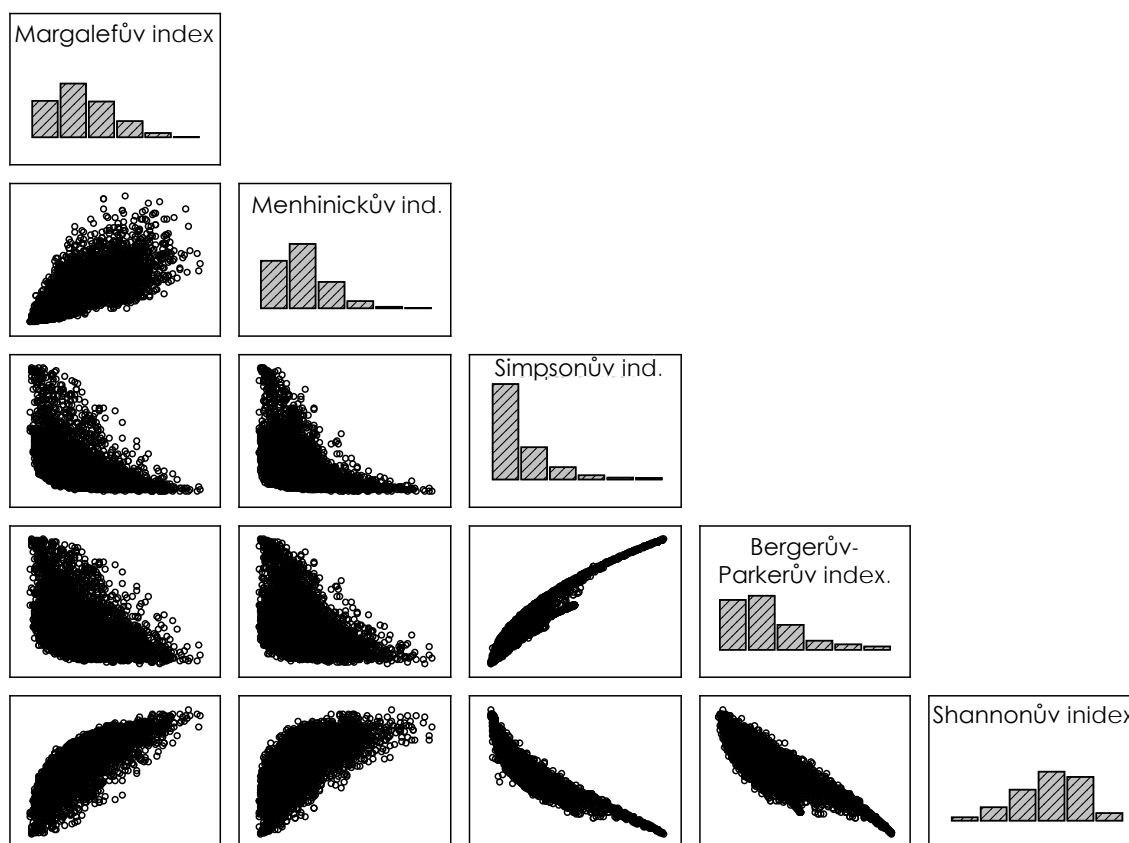 Margalefův index
Menhinickův ind.
Simpsonův ind.
Bergerův-
Parkerův index.
Shannonův inidex